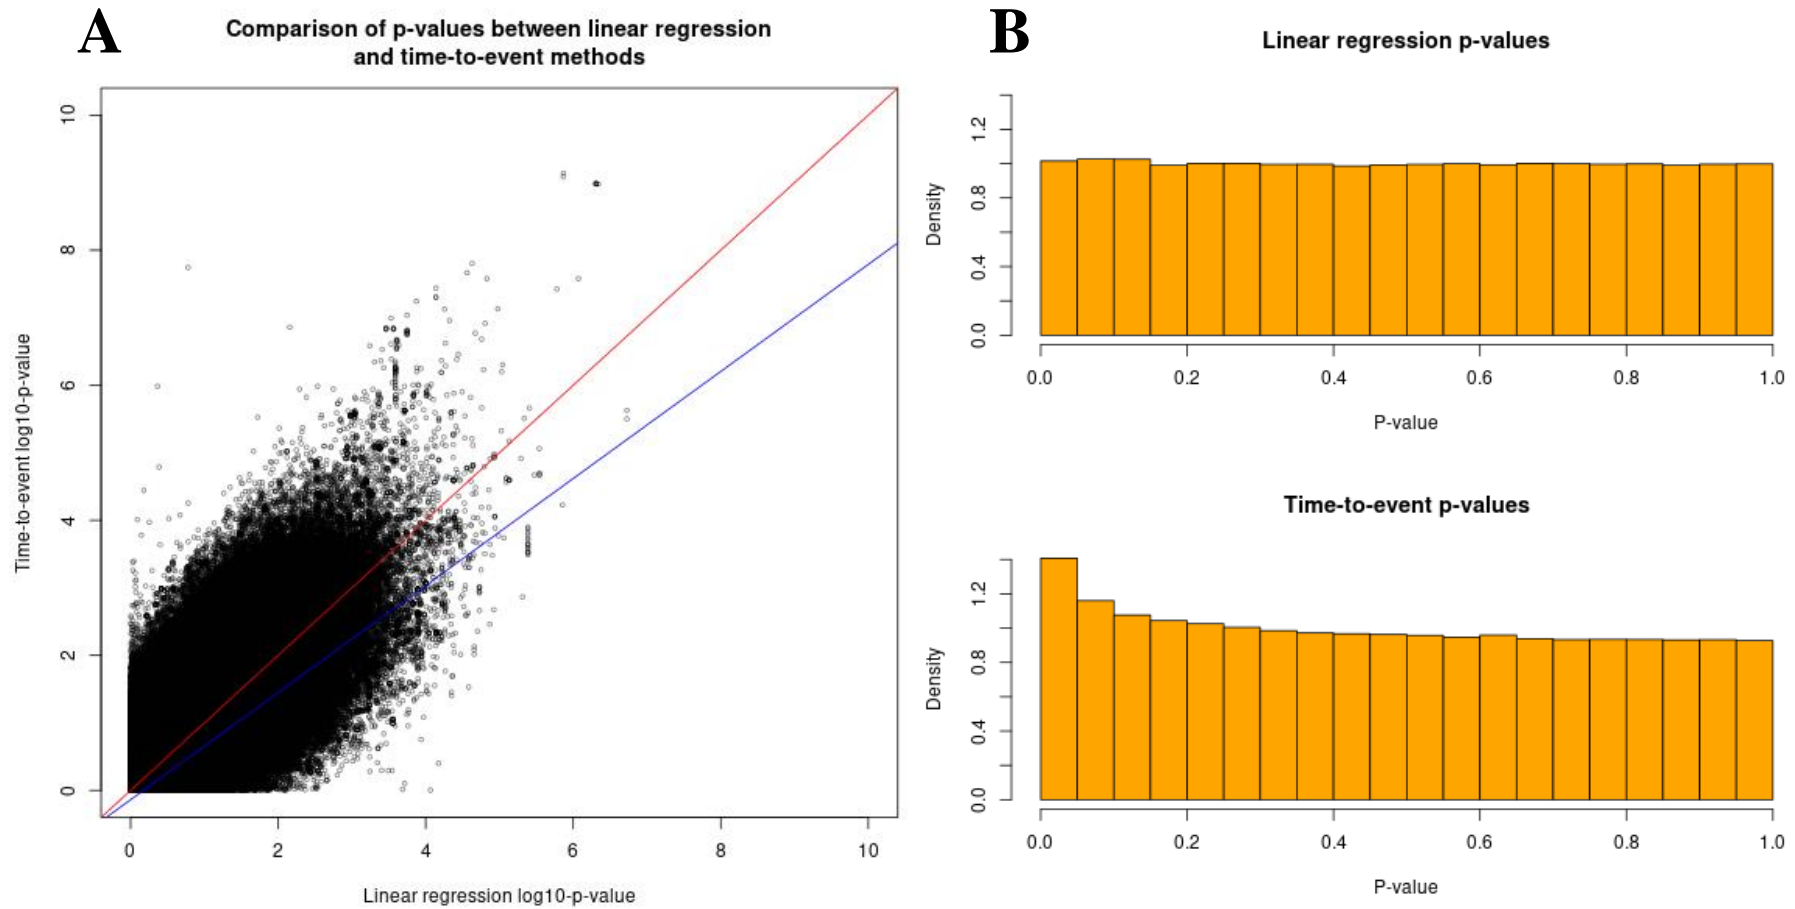 A
Comparison of p-values between linear regression
and time-to-event methods
10
8
6
4
2
0
Time-to-event log10-p-value
0 2 4 6 8 10
Linear regression log10-p-value
B
Linear regression p-values
1.2
0.8
0.4
0.0
Density
0.0 0.2 0.4 0.6 0.8 1.0
P-value
Time-to-event p-values
1.2
0.8
0.4
0.0
Density
0.0 0.2 0.4 0.6 0.8 1.0
P-value